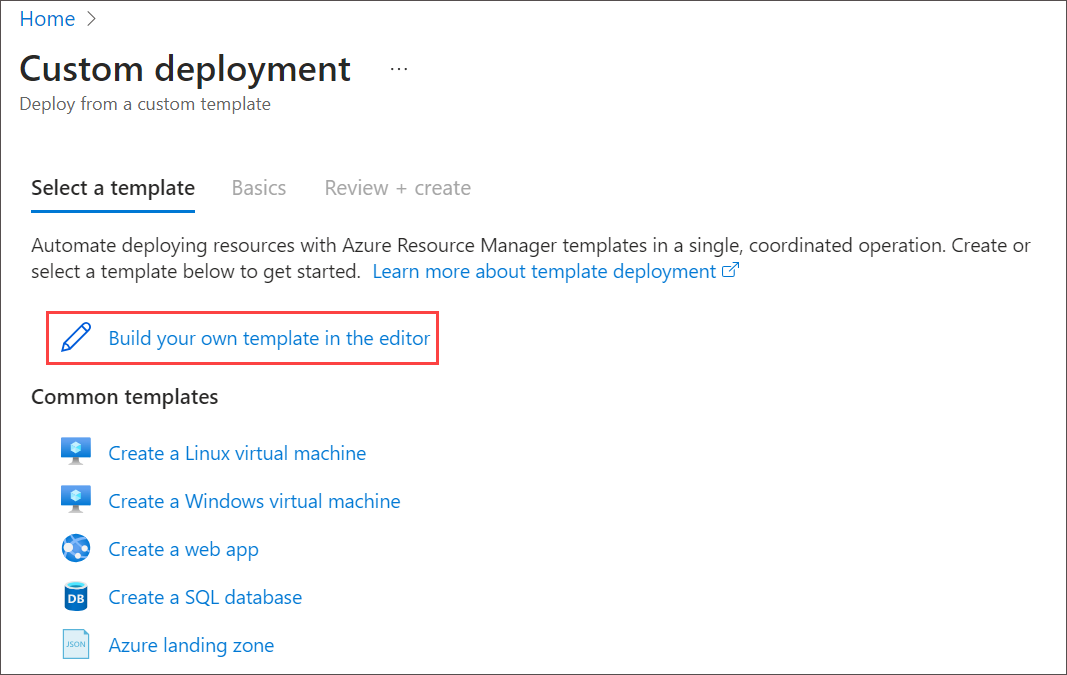 Home >
Custom deployment ...
Deploy from a custom template
Select a template Basics Review + create
Automate deploying resources with Azure Resource Manager templates in a single, coordinated operation. Create or
select a template below to get started. Learn more about template deployment
Build your own template in the editor
Common templates
Create a Linux virtual machine
Create a Windows virtual machine
Create a web app
DB Create a SQL database
JSON Azure landing zone